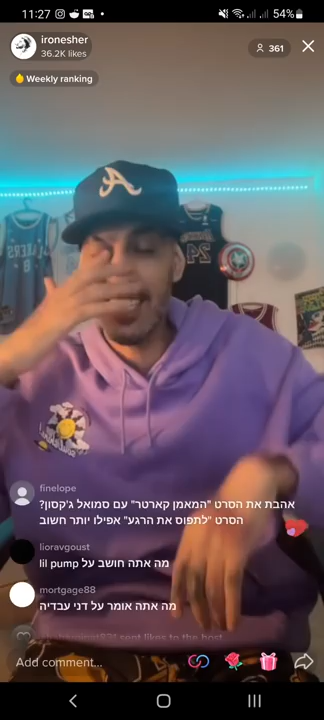 11:27
54%
ironesher
36.2K likes
361
Weekly ranking
A
24
finelope
אהבת את הסרט "המאמן קארטר" עם סמואל ג'קסון?
הסרט "לתפוס את הרגע" אפילו יותר חשוב
lioravgoust
מה אתה חושב על lil pump
mortgage88
מה אתה אומר על דני עבדיה
sent likes to the host
Add comment...